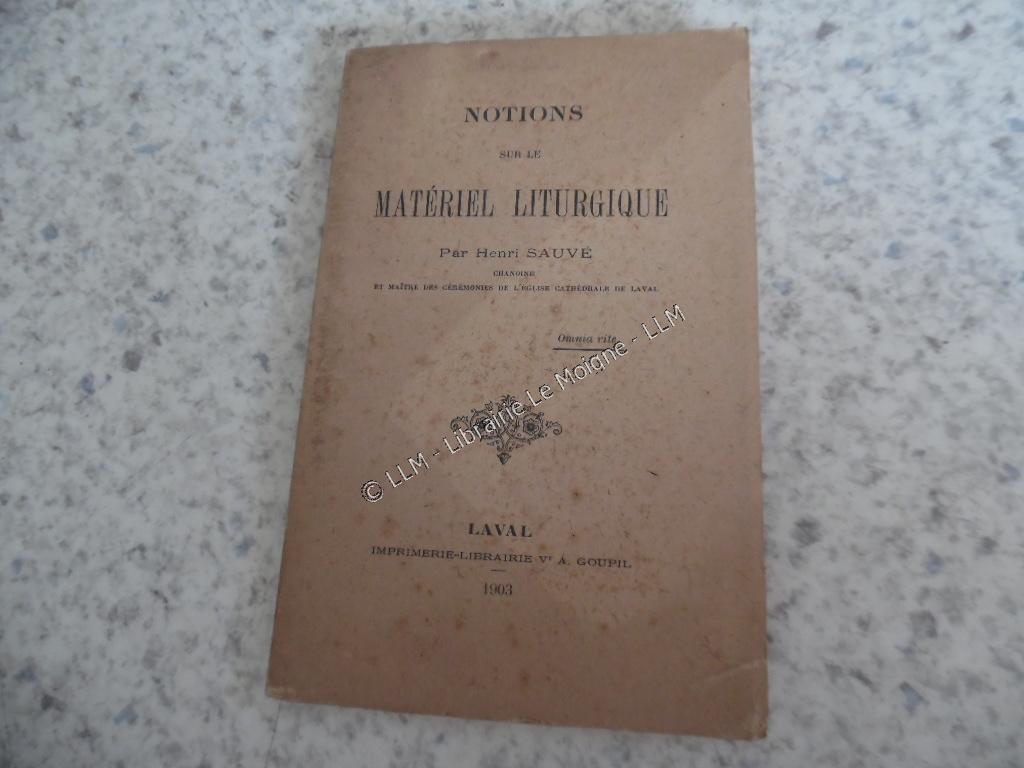 NOTIONS
SUR LE
MATÉRIEL LITURGIQUE
Par Henri SAUVÉ
CHANOINE
ET MAÎTRE DES CÉRÉMONIES DE L'ÉGLISE CATHÉDRALE DE LAVAL
Omnia rite
© LLM - Librairie Le Moigne - LLM
LAVAL
IMPRIMERIE-LIBRAIRIE Vᵉ A. GOUPIL
1903